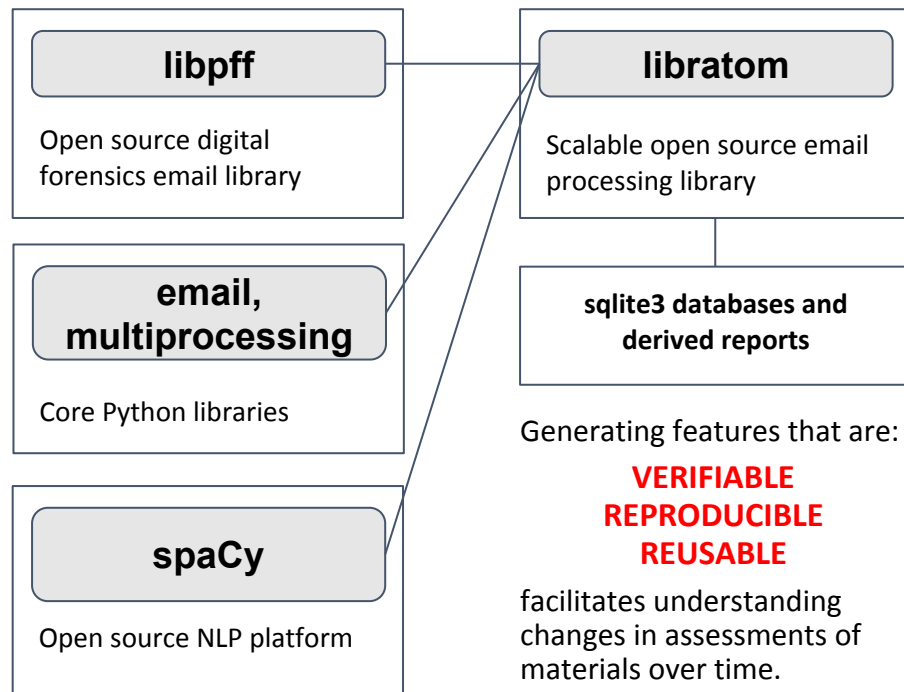 libpff
Open source digital
forensics email library
email,
multiprocessing
Core Python libraries
spaCy
Open source NLP platform
libratom
Scalable open source email
processing library
sqlite3 databases and
derived reports
Generating features that are:
VERIFIABLE
REPRODUCIBLE
REUSABLE
facilitates understanding
changes in assessments of
materials over time.